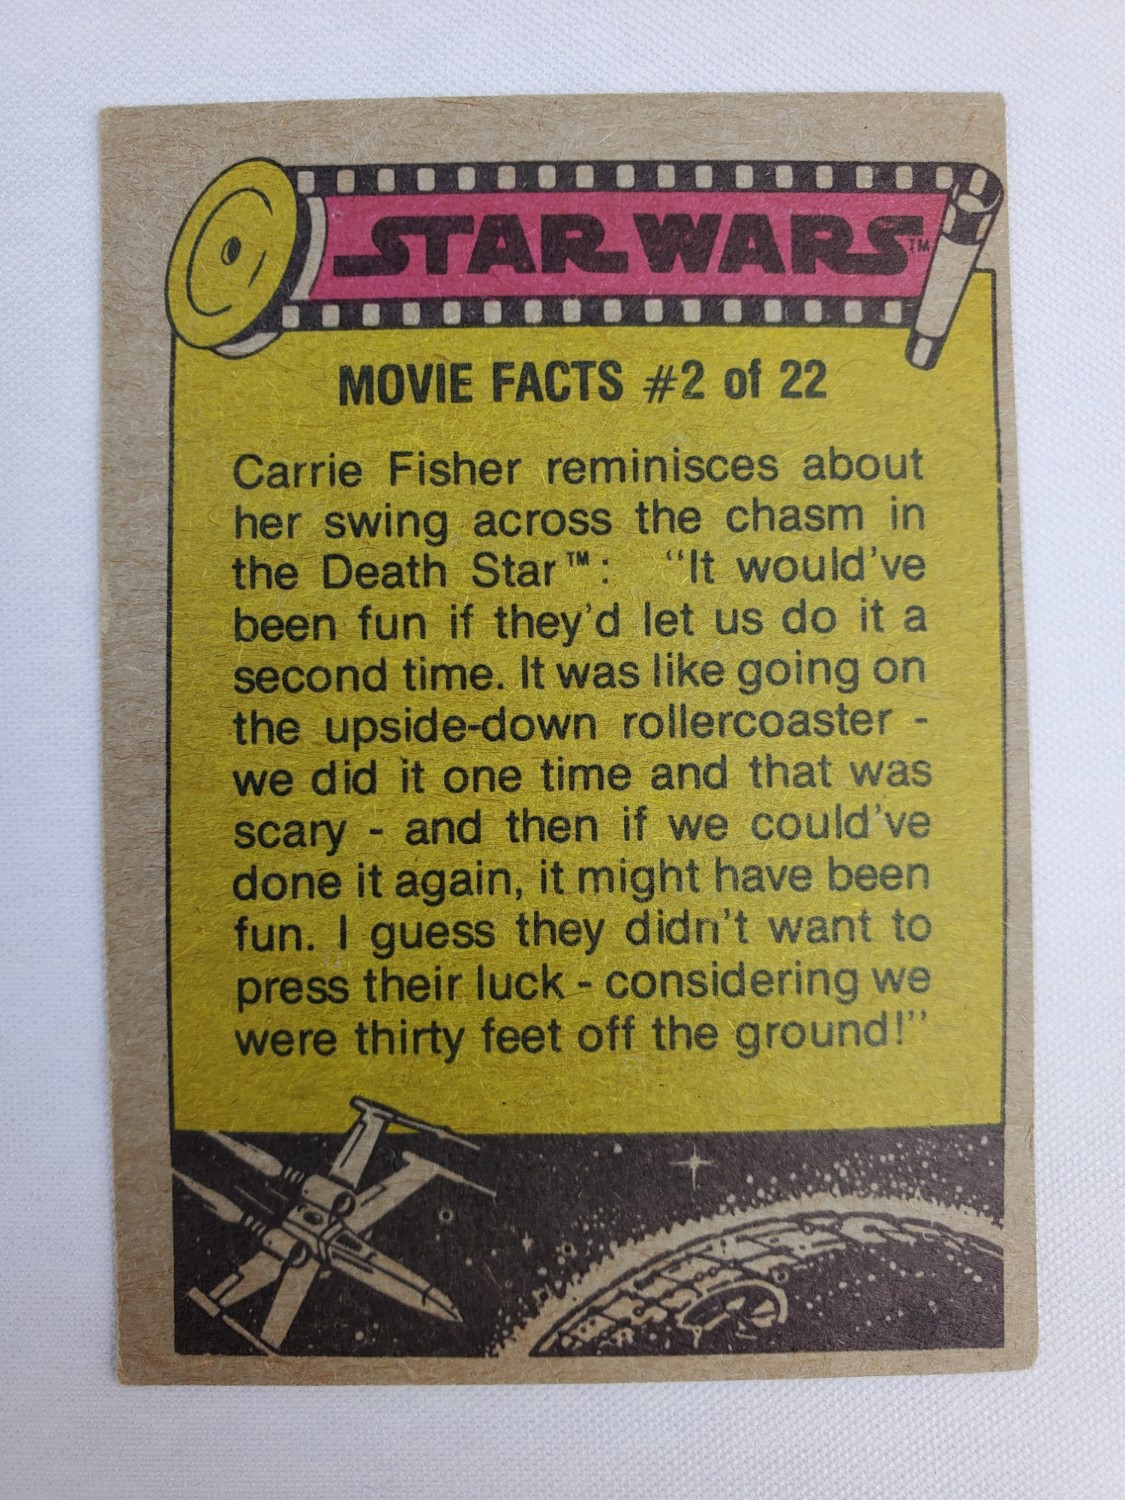 STAR WARS™
MOVIE FACTS #2 of 22
Carrie Fisher reminisces about
her swing across the chasm in
the Death Star™: "It would've
been fun if they'd let us do it a
second time. It was like going on
the upside-down rollercoaster -
we did it one time and that was
scary - and then if we could've
done it again, it might have been
fun. I guess they didn't want to
press their luck - considering we
were thirty feet off the ground!"